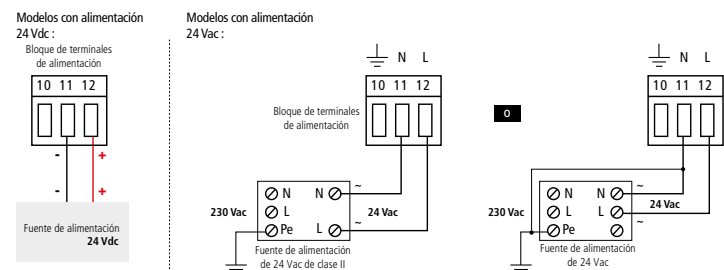 Modelos con alimentación
24 Vdc :
Bloque de terminales
de alimentación
10 11 12
- +
- +
Fuente de alimentación
24 Vdc
Modelos con alimentación
24 Vac :
N L
10 11 12
Bloque de terminales
de alimentación
N N ~
230 Vac L 24 Vac
Pe L ~
Fuente de alimentación
de 24 Vac de clase II
o
N L
10 11 12
N N ~
230 Vac L L 24 Vac
Pe ~
Fuente de alimentación
de 24 Vac